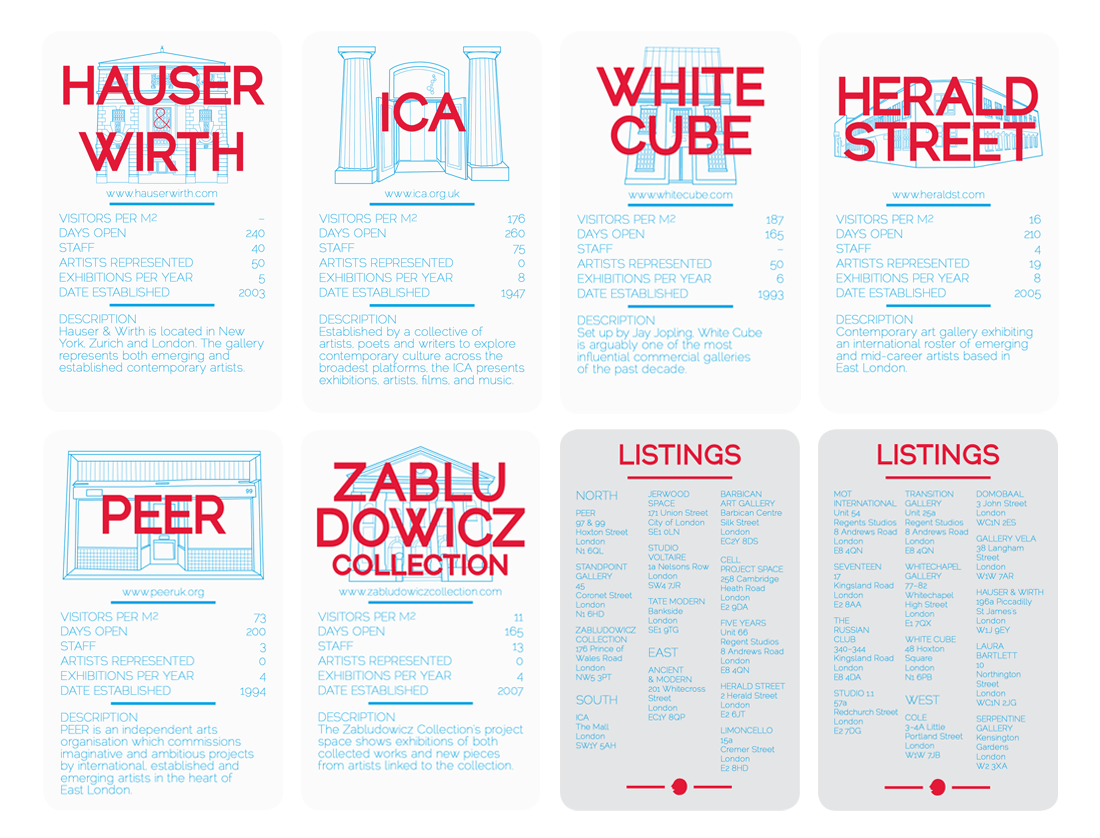 HAUSER
&
WIRTH
www.hauserwirth.com
VISITORS PER M2 –
DAYS OPEN 240
STAFF 40
ARTISTS REPRESENTED 50
EXHIBITIONS PER YEAR 5
DATE ESTABLISHED 2003
DESCRIPTION
Hauser & Wirth is located in New
York, Zurich and London. The gallery
represents both emerging and
established contemporary artists.
ICA
www.ica.org.uk
VISITORS PER M2 176
DAYS OPEN 260
STAFF 75
ARTISTS REPRESENTED 0
EXHIBITIONS PER YEAR 8
DATE ESTABLISHED 1947
DESCRIPTION
Established by a collective of
artists, poets and writers to explore
contemporary culture across the
broadest platforms, the ICA presents
exhibitions, artists, films, and music.
WHITE
CUBE
www.whitecube.com
VISITORS PER M2 187
DAYS OPEN 165
STAFF –
ARTISTS REPRESENTED 50
EXHIBITIONS PER YEAR 6
DATE ESTABLISHED 1993
DESCRIPTION
Set up by Jay Jopling, White Cube
is arguably one of the most
influential commercial galleries
of the past decade.
HERALD
STREET
www.heraldst.com
VISITORS PER M2 16
DAYS OPEN 210
STAFF 4
ARTISTS REPRESENTED 19
EXHIBITIONS PER YEAR 8
DATE ESTABLISHED 2005
DESCRIPTION
Contemporary art gallery exhibiting
an international roster of emerging
and mid-career artists based in
East London.
99
PEER
www.peeruk.org
VISITORS PER M2 73
DAYS OPEN 200
STAFF 3
ARTISTS REPRESENTED 0
EXHIBITIONS PER YEAR 4
DATE ESTABLISHED 1994
DESCRIPTION
PEER is an independent arts
organisation which commissions
imaginative and ambitious projects
by international, established and
emerging artists in the heart of
East London.
ZABLU
DOWICZ
COLLECTION
www.zabludowiczcollection.com
VISITORS PER M2 11
DAYS OPEN 165
STAFF 13
ARTISTS REPRESENTED 0
EXHIBITIONS PER YEAR 4
DATE ESTABLISHED 2007
DESCRIPTION
The Zabludowicz Collection's project
space shows exhibitions of both
collected works and new pieces
from artists linked to the collection.
LISTINGS
NORTH
PEER
97 & 99
Hoxton Street
London
N1 6QL
STANDPOINT
GALLERY
45
Coronet Street
London
N1 6HD
ZABLUDOWICZ
COLLECTION
176 Prince of
Wales Road
London
NW5 3PT
SOUTH
ICA
The Mall
London
SW1Y 5AH
JERWOOD
SPACE
171 Union Street
City of London
SE1 0LN
STUDIO
VOLTAIRE
1a Nelsons Row
London
SW4 7JR
TATE MODERN
Bankside
London
SE1 9TG
EAST
ANCIENT
& MODERN
201 Whitecross
Street
London
EC1Y 8QP
BARBICAN
ART GALLERY
Barbican Centre
Silk Street
London
EC2Y 8DS
CELL
PROJECT SPACE
258 Cambridge
Heath Road
London
E2 9DA
FIVE YEARS
Unit 66
Regent Studios
8 Andrews Road
London
E8 4QN
HERALD STREET
2 Herald Street
London
E2 6JT
LIMONCELLO
15a
Cremer Street
London
E2 8HD
LISTINGS
MOT
INTERNATIONAL
Unit 54
Regents Studios
8 Andrews Road
London
E8 4QN
SEVENTEEN
17
Kingsland Road
London
E2 8AA
THE
RUSSIAN
CLUB
340-344
Kingsland Road
London
E8 4DA
STUDIO 1.1
57a
Redchurch Street
London
E2 7DG
TRANSITION
GALLERY
Unit 25a
Regent Studios
8 Andrews Road
London
E8 4QN
WHITECHAPEL
GALLERY
77–82
Whitechapel
High Street
London
E1 7QX
WHITE CUBE
48 Hoxton
Square
London
N1 6PB
WEST
COLE
3-4A Little
Portland Street
London
W1W 7JB
DOMOBAAL
3 John Street
London
WC1N 2ES
GALLERY VELA
38 Langham
Street
London
W1W 7AR
HAUSER & WIRTH
196a Piccadilly
St James's
London
W1J 9EY
LAURA
BARTLETT
10
Northington
Street
London
WC1N 2JG
SERPENTINE
GALLERY
Kensington
Gardens
London
W2 3XA